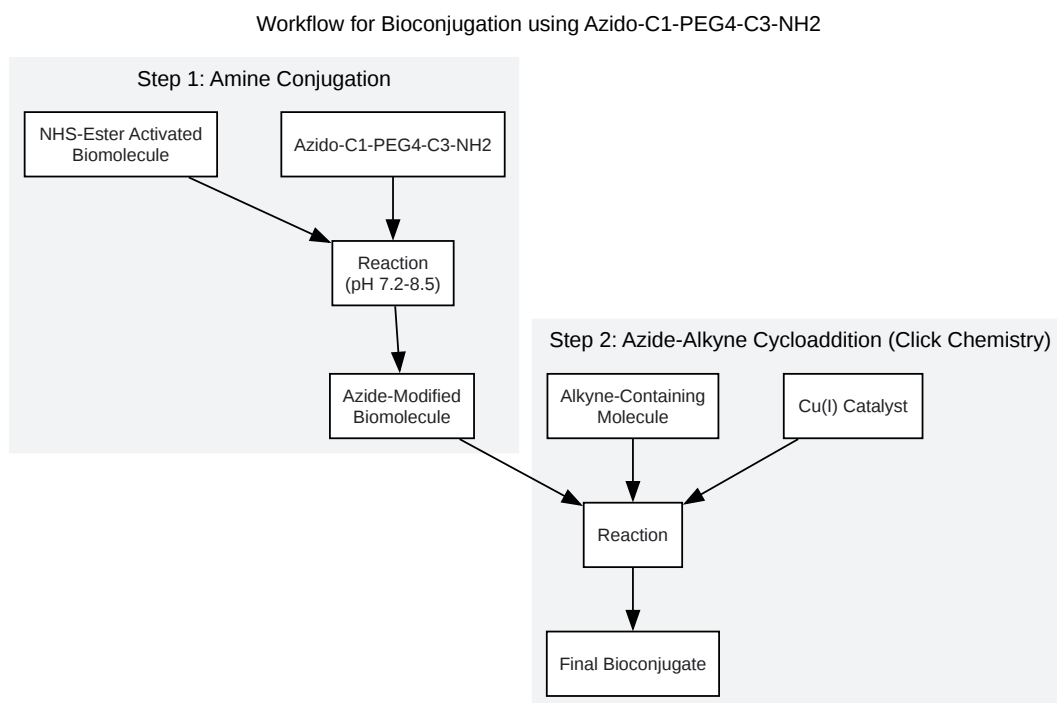 Workflow for Bioconjugation using Azido-C1-PEG4-C3-NH2
Step 1: Amine Conjugation
NHS-Ester Activated
Biomolecule
Azido-C1-PEG4-C3-NH2
Reaction
(pH 7.2-8.5)
Azide-Modified
Biomolecule
Step 2: Azide-Alkyne Cycloaddition (Click Chemistry)
Alkyne-Containing
Molecule
Cu(I) Catalyst
Reaction
Final Bioconjugate